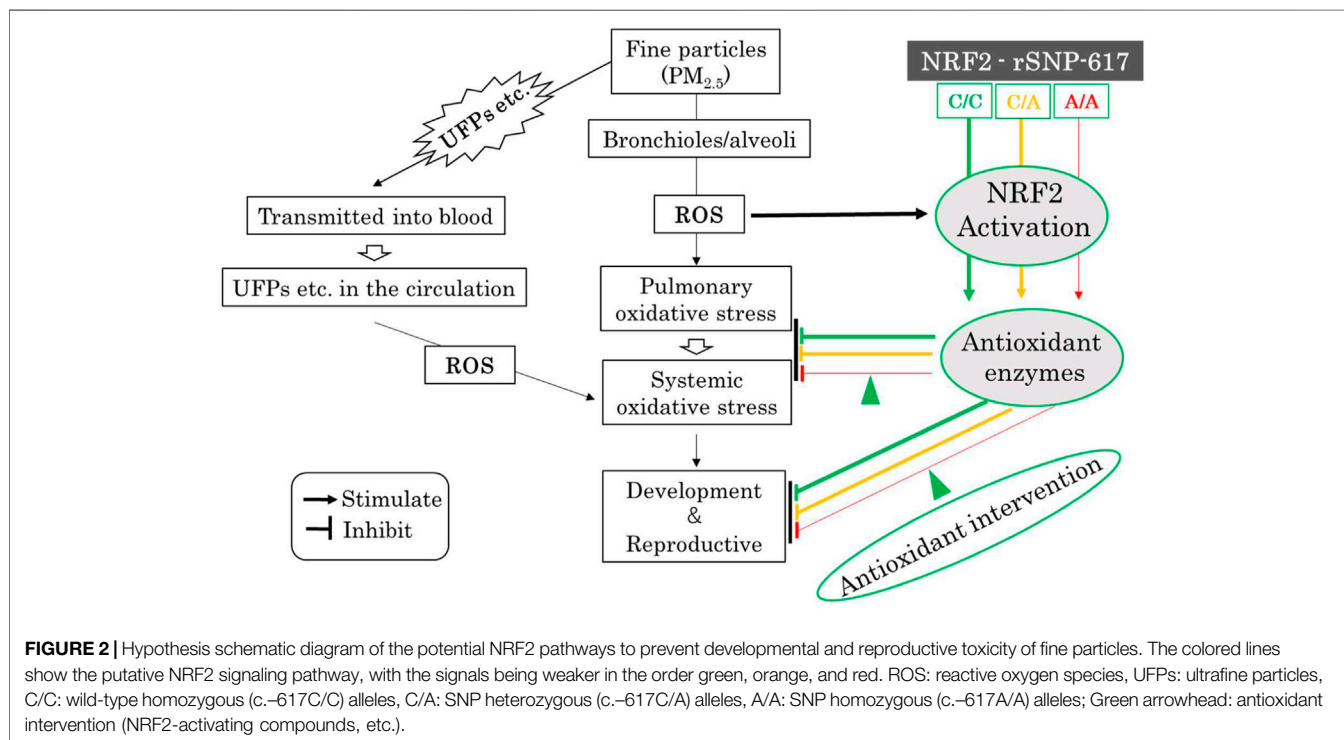 Fine particles
(PM2.5)
NRF2 - rSNP-617
C/C
C/A
A/A
UFPs etc.
Bronchioles/alveoli
NRF2
Activation
Transmitted into blood
ROS
UFPs etc. in the circulation
Pulmonary
oxidative stress
Antioxidant
enzymes
ROS
Systemic
oxidative stress
Stimulate
Inhibit
Development
&
Reproductive
Antioxidant intervention
FIGURE 2 | Hypothesis schematic diagram of the potential NRF2 pathways to prevent developmental and reproductive toxicity of fine particles. The colored lines
show the putative NRF2 signaling pathway, with the signals being weaker in the order green, orange, and red. ROS: reactive oxygen species, UFPs: ultrafine particles,
C/C: wild-type homozygous (c.–617C/C) alleles, C/A: SNP heterozygous (c.–617C/A) alleles, A/A: SNP homozygous (c.–617A/A) alleles; Green arrowhead: antioxidant
intervention (NRF2-activating compounds, etc.).